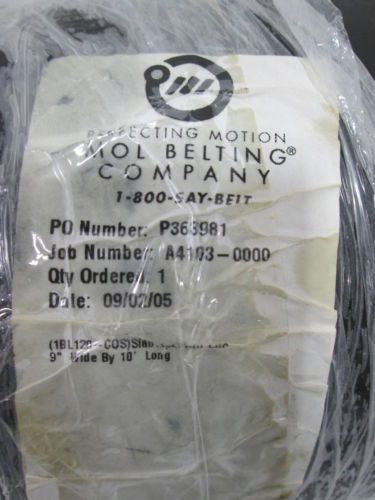 PERFECTING MOTION
MOL BELTING®
COMPANY
1-800-SAY-BELT
PO Number: P363981
Job Number: A4193-0000
Qty Ordered: 1
Date: 09/02/05
9" Wide By 10' Long